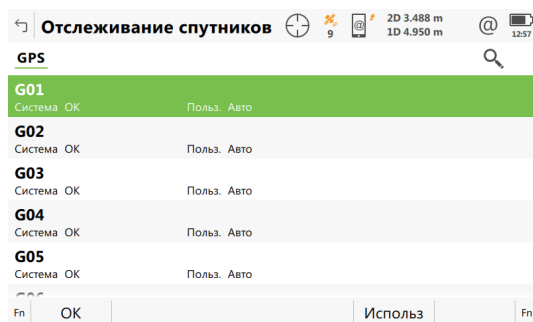 Отслеживание спутников 9 @ 2D 3.488 m
1D 4.950 m @ 12:57
GPS
G01
Система OK Польз. Авто
G02
Система OK Польз. Авто
G03
Система OK Польз. Авто
G04
Система OK Польз. Авто
G05
Система OK Польз. Авто
Fn OK Использ Fn